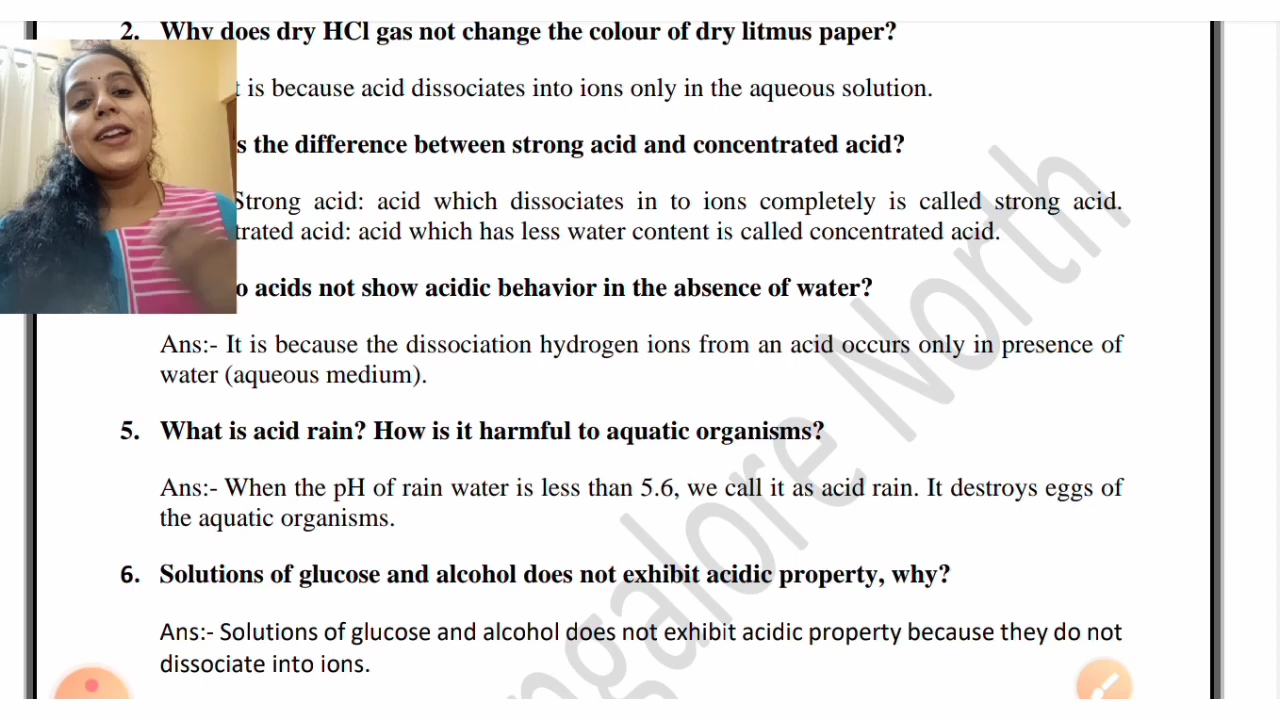 2. Why does dry HCl gas not change the colour of dry litmus paper?
is because acid dissociates into ions only in the aqueous solution.
s the difference between strong acid and concentrated acid?
Strong acid: acid which dissociates in to ions completely is called strong acid.
trated acid: acid which has less water content is called concentrated acid.
o acids not show acidic behavior in the absence of water?
Ans:- It is because the dissociation hydrogen ions from an acid occurs only in presence of
water (aqueous medium).
5. What is acid rain? How is it harmful to aquatic organisms?
Ans:- When the pH of rain water is less than 5.6, we call it as acid rain. It destroys eggs of
the aquatic organisms.
6. Solutions of glucose and alcohol does not exhibit acidic property, why?
Ans:- Solutions of glucose and alcohol does not exhibit acidic property because they do not
dissociate into ions.
ngalore North